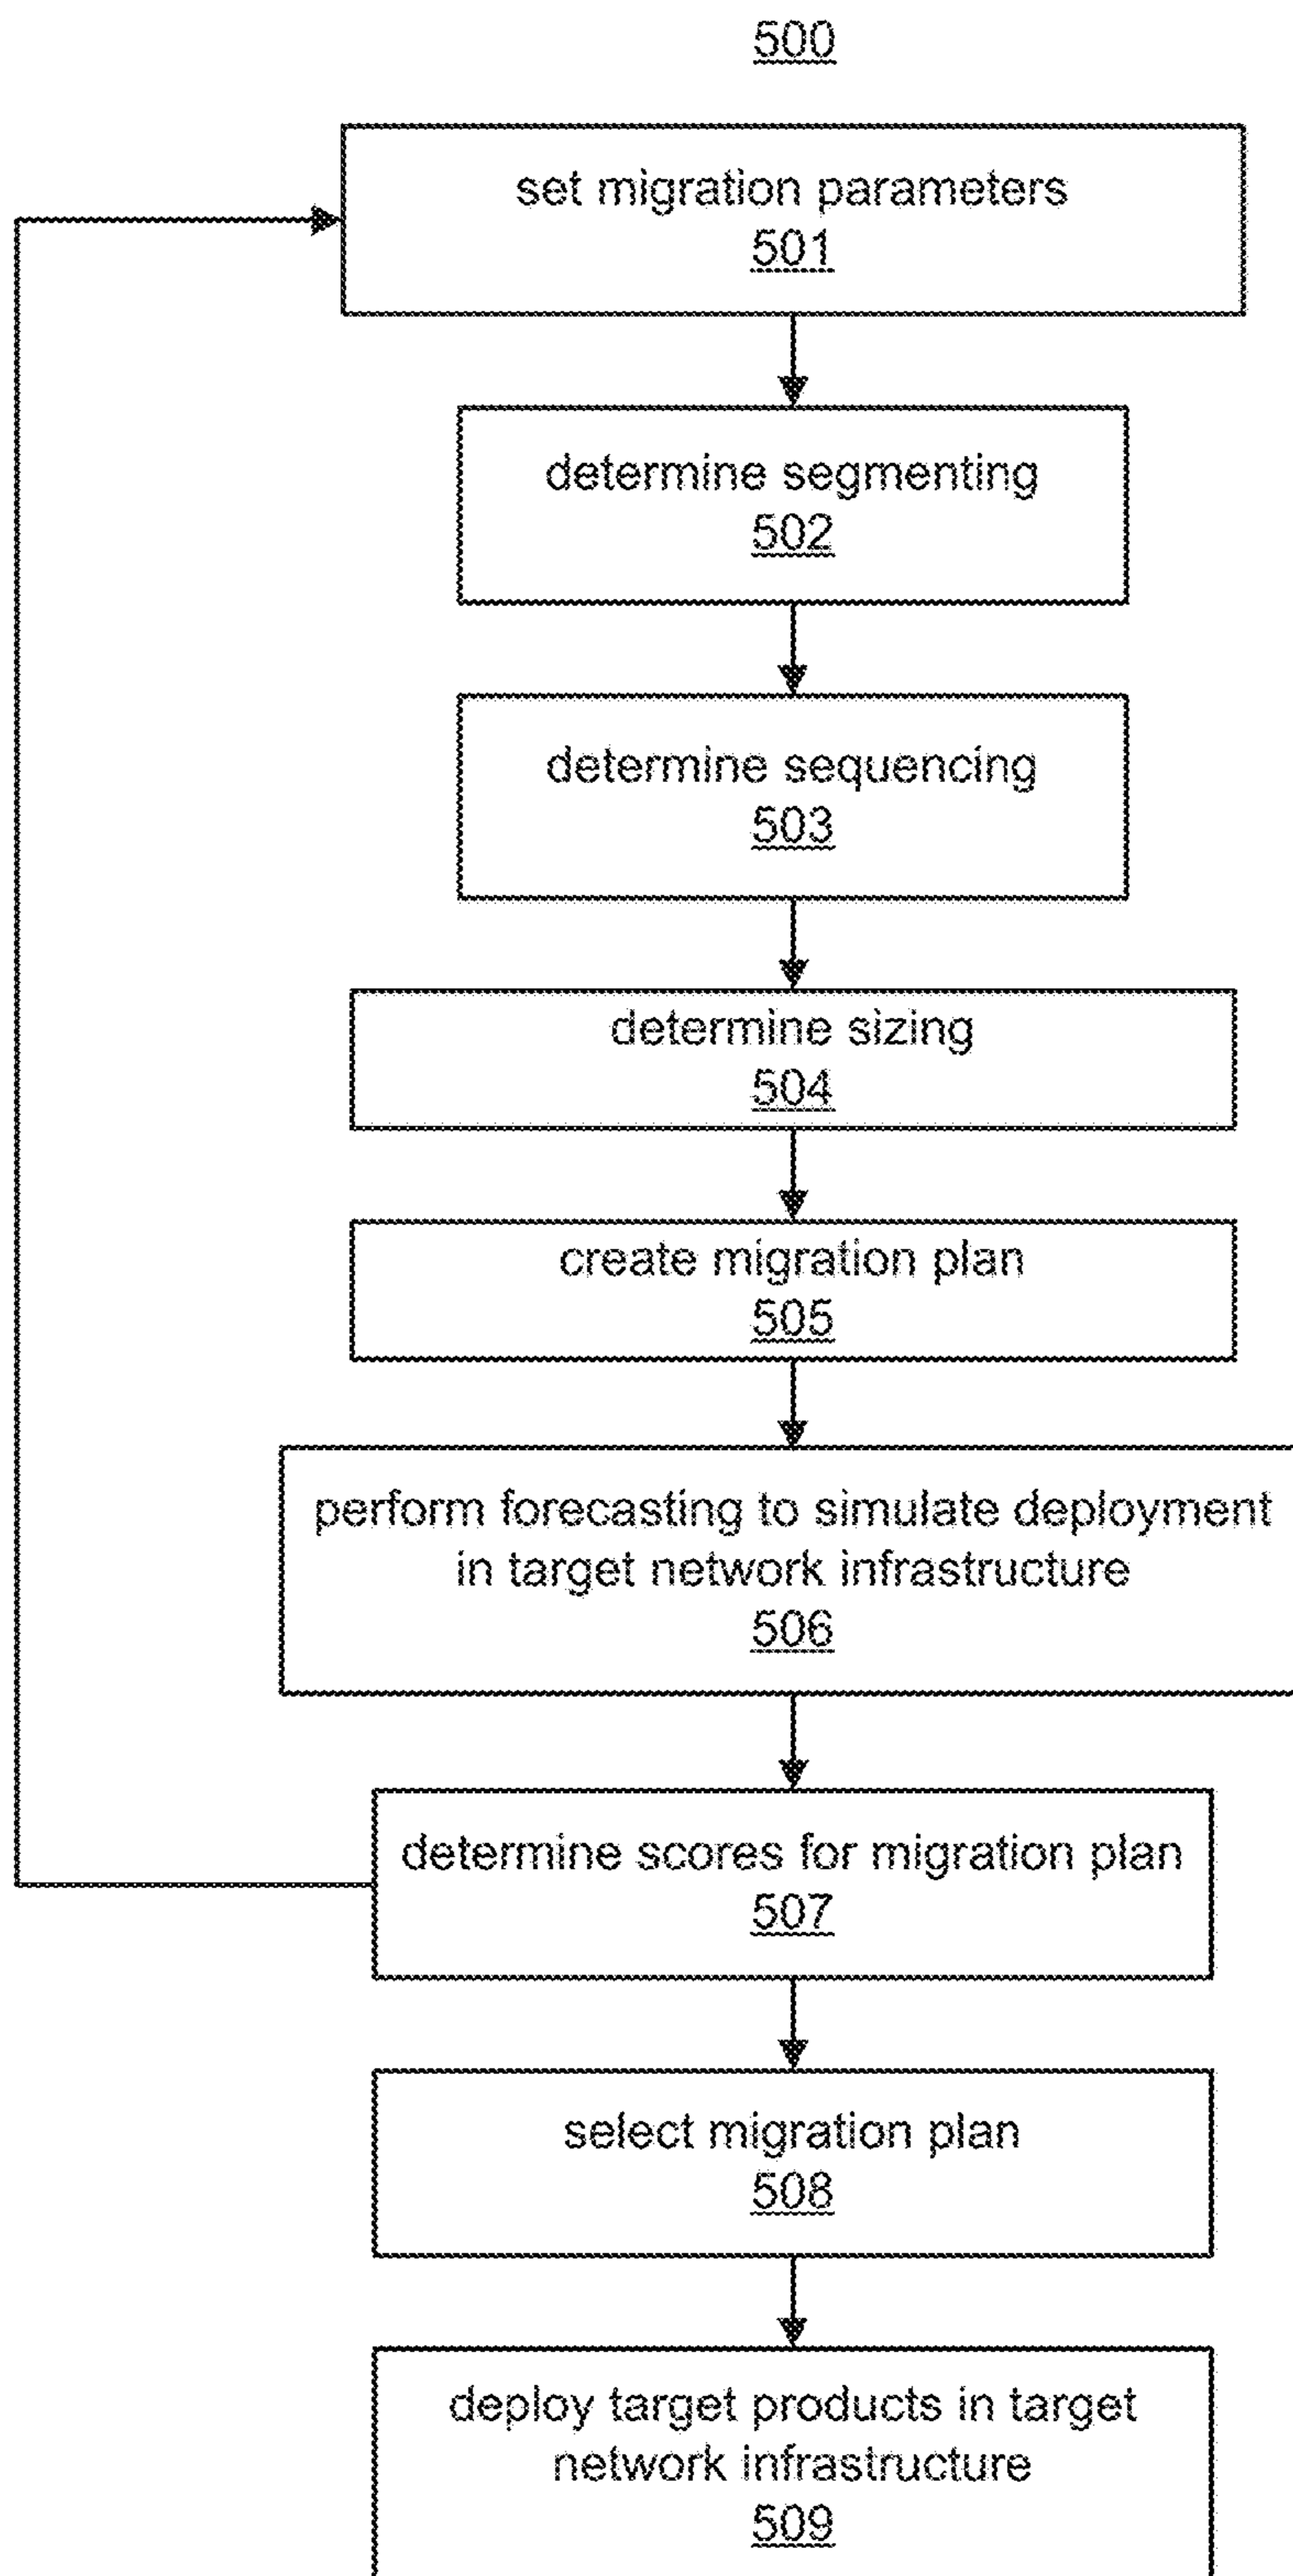 500
set migration parameters
501
determine segmenting
502
determine sequencing
503
determine sizing
504
create migration plan
505
perform forecasting to simulate deployment
in target network infrastructure
506
determine scores for migration plan
507
select migration plan
508
deploy target products in target
network infrastructure
509